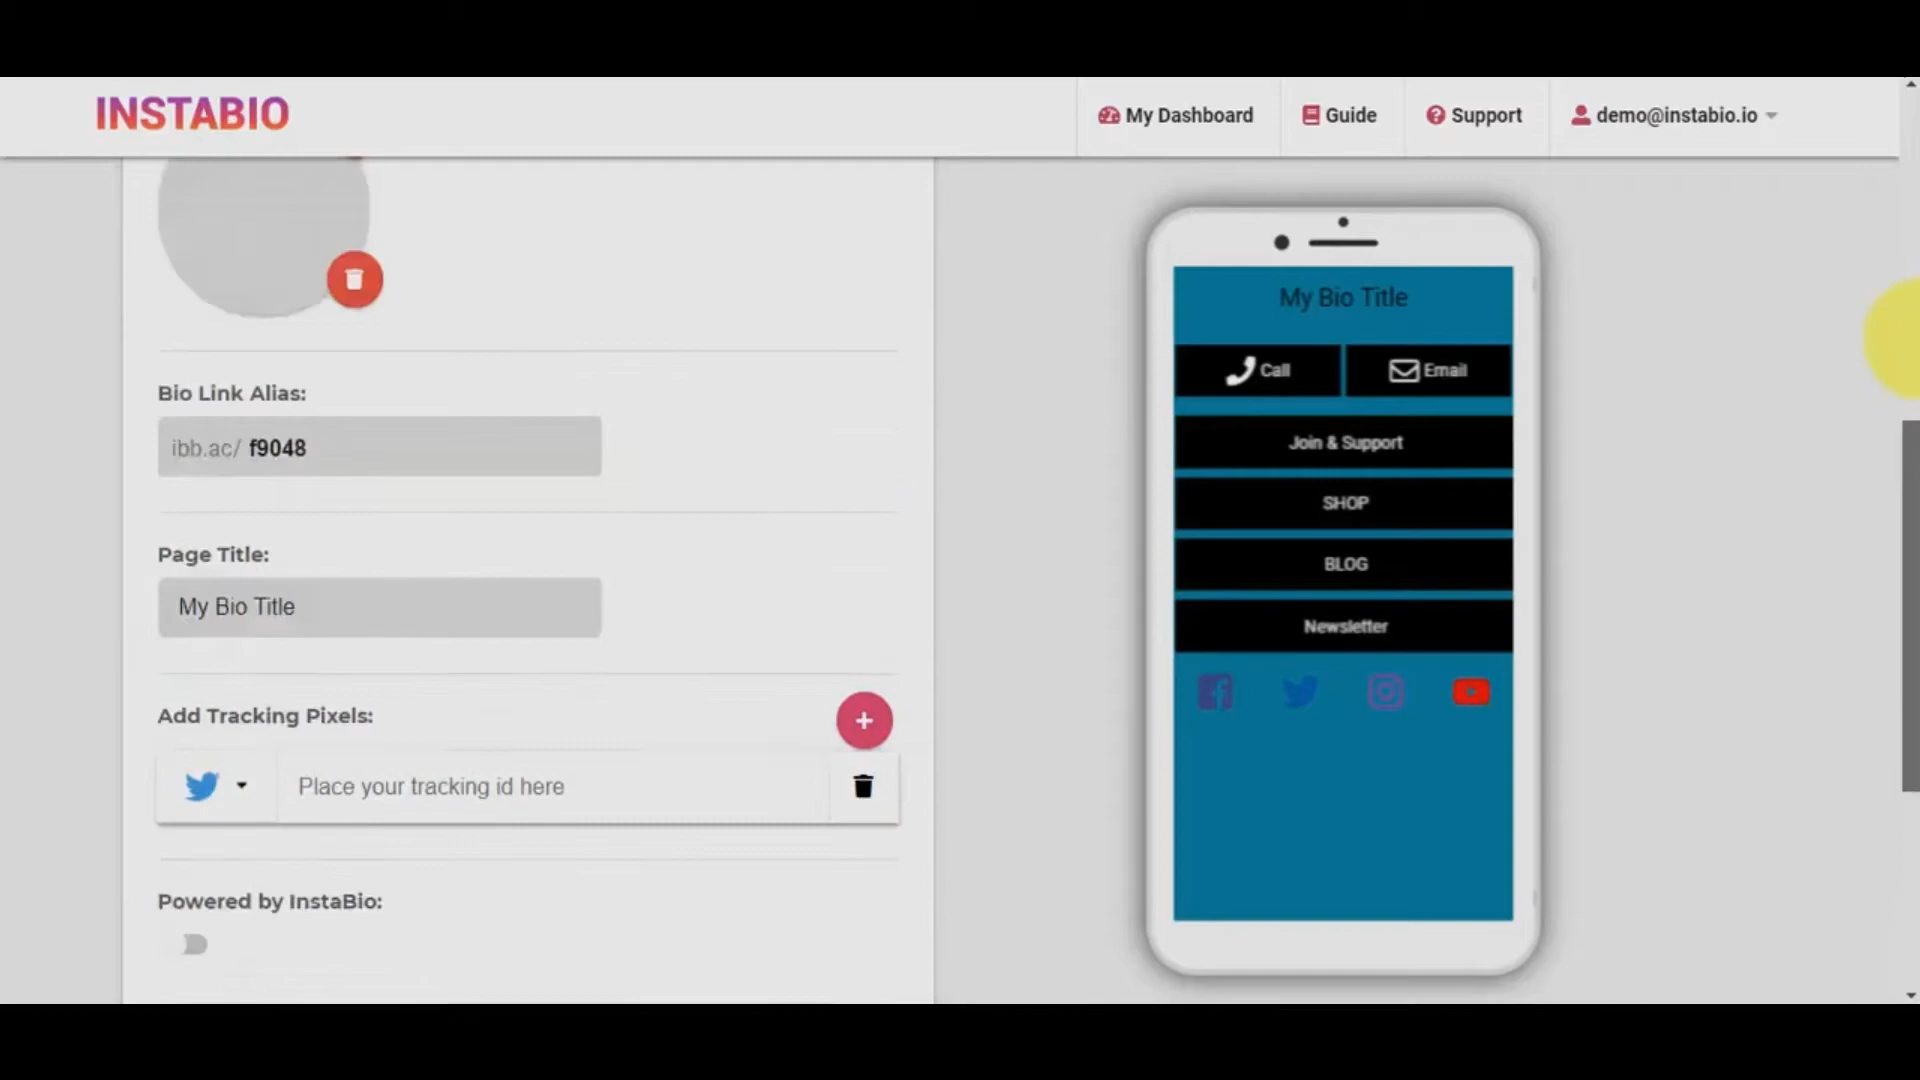 INSTABIO
My Dashboard
Guide
Support
demo@instabio.io
Bio Link Alias:
ibb.ac/ f9048
Page Title:
My Bio Title
Add Tracking Pixels:
Place your tracking id here
Powered by InstaBio:
My Bio Title
Call
Email
Join & Support
SHOP
BLOG
Newsletter